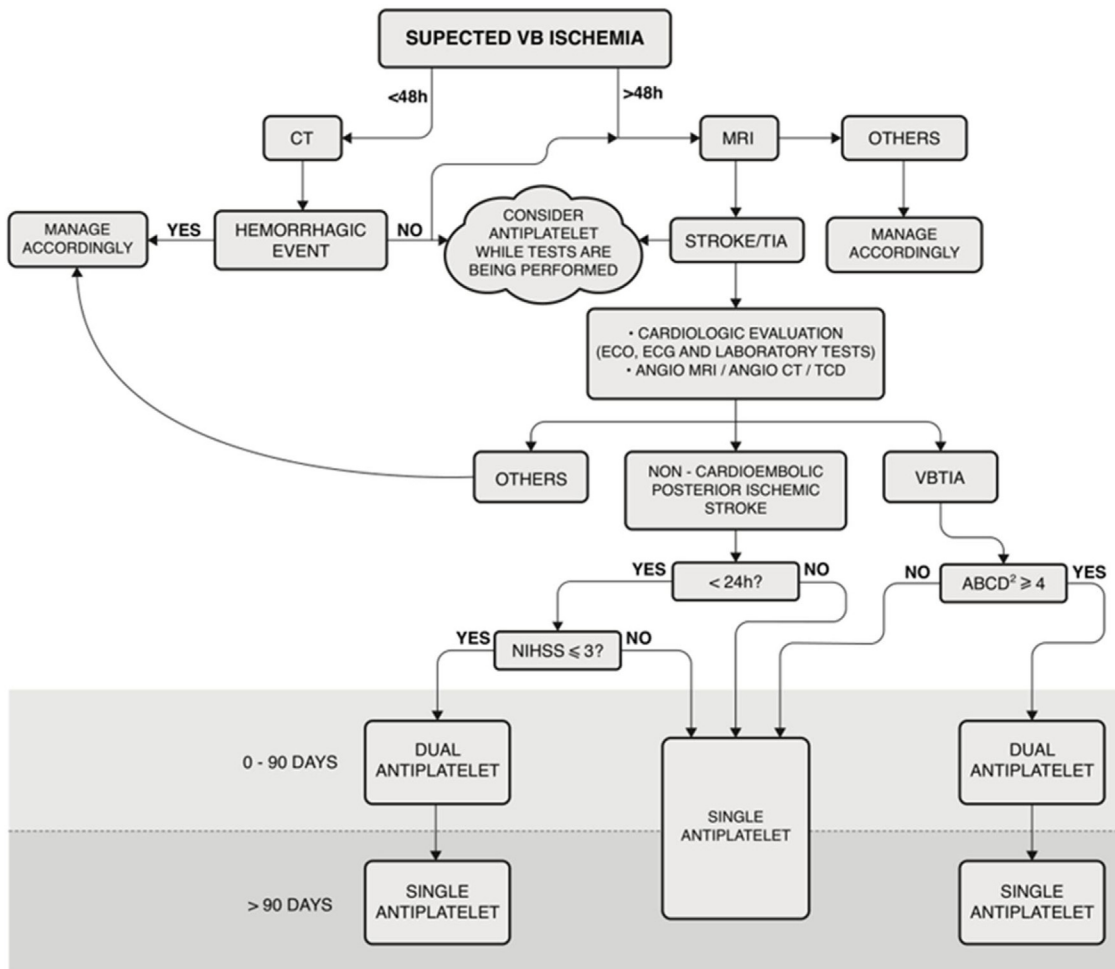 SUPECTED VB ISCHEMIA
<48h
>48h
CT
MRI
OTHERS
MANAGE
ACCORDINGLY
YES
HEMORRHAGIC
EVENT
NO
CONSIDER
ANTIPLATELET
WHILE TESTS ARE
BEING PERFORMED
STROKE/TIA
MANAGE
ACCORDINGLY
• CARDIOLOGIC EVALUATION
(ECO, ECG AND LABORATORY TESTS)
• ANGIO MRI / ANGIO CT / TCD
OTHERS
NON - CARDIOEMBOLIC
POSTERIOR ISCHEMIC
STROKE
VBTIA
YES
< 24h?
NO
NO
ABCD² ⩾ 4
YES
YES
NIHSS ⩽ 3?
NO
0 - 90 DAYS
DUAL
ANTIPLATELET
SINGLE
ANTIPLATELET
DUAL
ANTIPLATELET
> 90 DAYS
SINGLE
ANTIPLATELET
SINGLE
ANTIPLATELET